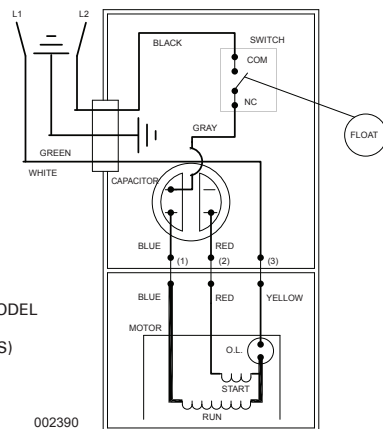 L1
L2
BLACK
SWITCH
COM
NC
FLOAT
GRAY
GREEN
WHITE
CAPACITOR
BLUE
RED
(1)
(2)
(3)
BLUE
RED
YELLOW
MOTOR
O.L.
START
RUN
S)
002390